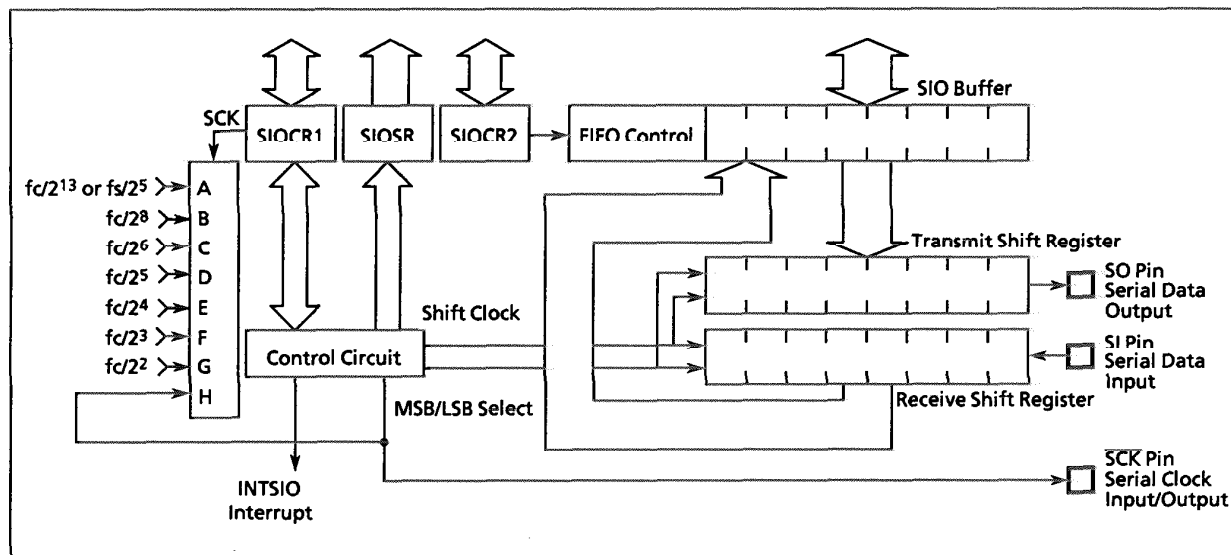 SIO Buffer
SCK
SIOCR1
SIOSR
SIOCR2
FIFO Control
fc/2¹³ or fs/2⁵
A
fc/2⁸
B
fc/2⁶
C
fc/2⁵
D
fc/2⁴
E
fc/2³
F
fc/2²
G
H
Transmit Shift Register
SO Pin
Serial Data
Output
Shift Clock
Control Circuit
SI Pin
Serial Data
Input
MSB/LSB Select
Receive Shift Register
INTSIO
Interrupt
S̅C̅K̅ Pin
Serial Clock
Input/Output